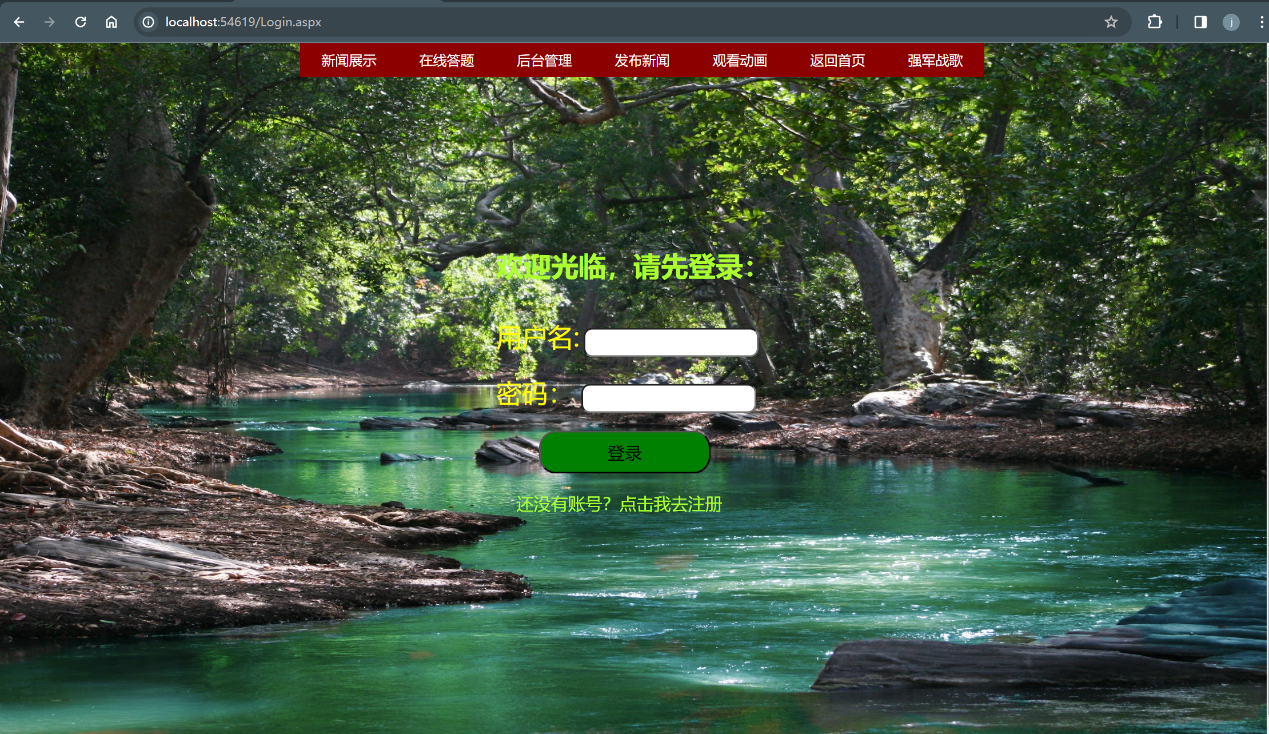 localhost:54619/Login.aspx
j
新闻展示 在线答题 后台管理 发布新闻 观看动画 返回首页 强军战歌
欢迎光临，请先登录：
用户名:
密码：
登录
还没有账号？点击我去注册